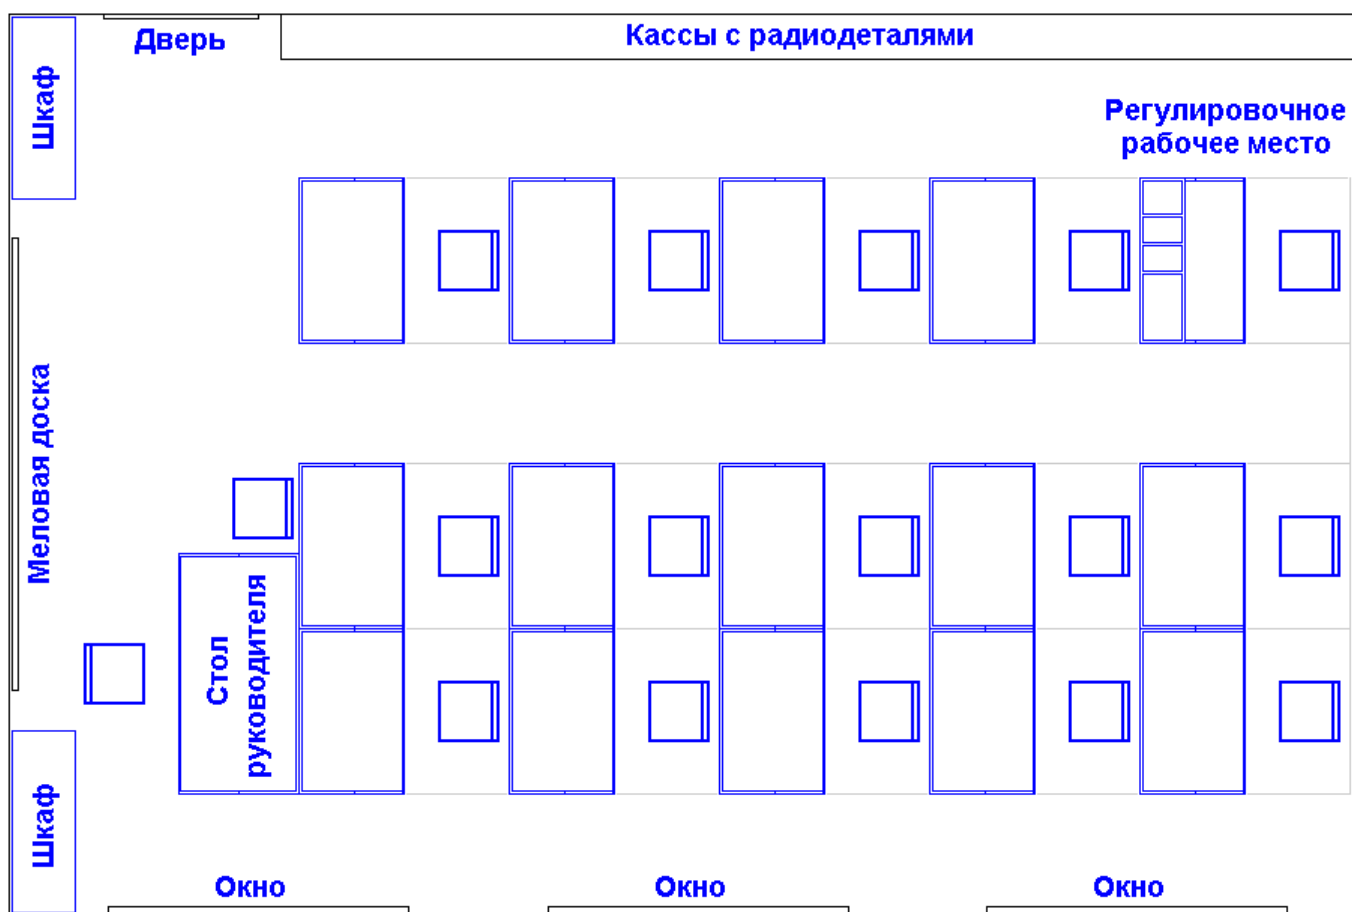 Дверь
Кассы с радиодеталями
Шкаф
Регулировочное
рабочее место
Меловая доска
Стол
руководителя
Шкаф
Окно
Окно
Окно